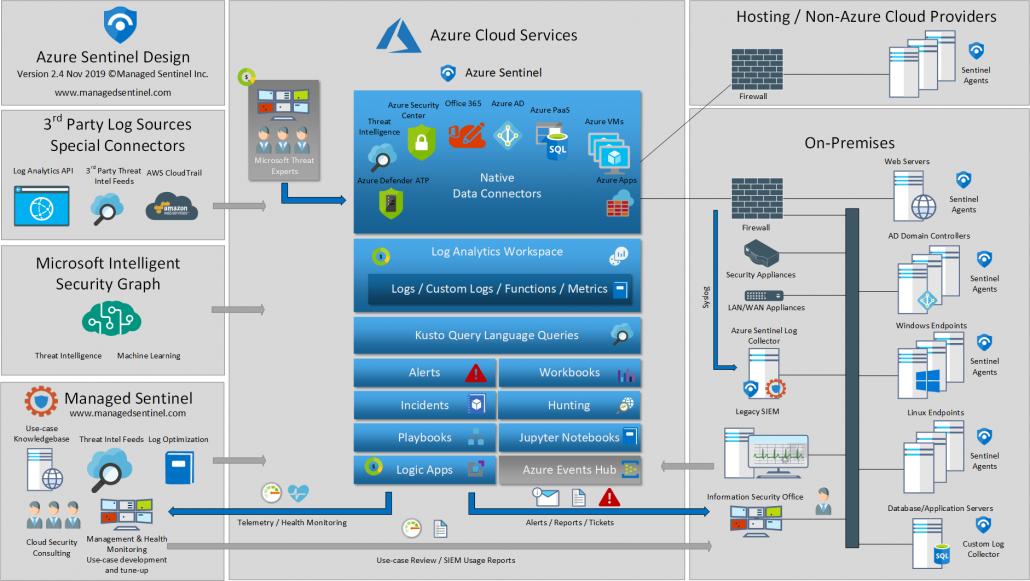 Azure Sentinel Design
Version 2.4 Nov 2019 ©Managed Sentinel Inc.
www.managedsentinel.com
3rd Party Log Sources
Special Connectors
Log Analytics API
3rd Party Threat
Intel Feeds
AWS CloudTrail
amazon
web services
Microsoft Intelligent
Security Graph
Threat Intelligence
Machine Learning
Managed Sentinel
www.managedsentinel.com
Use-case
Knowledgebase
Threat Intel Feeds
Log Optimization
Cloud Security
Consulting
Management & Health
Monitoring
Use-case development
and tune-up
Azure Cloud Services
Azure Sentinel
$
Microsoft Threat
Experts
Threat
Intelligence
Azure Security
Center
Office 365
Azure AD
Azure PaaS
SQL
Azure VMs
Azure Defender ATP
Native
Data Connectors
Azure Apps
Log Analytics Workspace
Logs / Custom Logs / Functions / Metrics
Kusto Query Language Queries
Alerts
Workbooks
Incidents
Hunting
Playbooks
Jupyter Notebooks
Logic Apps
Azure Events Hub
Telemetry / Health Monitoring
Alerts / Reports / Tickets
Use-case Review / SIEM Usage Reports
Hosting / Non-Azure Cloud Providers
Firewall
Sentinel
Agents
On-Premises
Web Servers
Sentinel
Agents
Firewall
AD Domain Controllers
Security Appliances
Sentinel
Agents
LAN/WAN Appliances
Syslog
Azure Sentinel Log
Collector
Windows Endpoints
Sentinel
Agents
Legacy SIEM
Linux Endpoints
Sentinel
Agents
Information Security Office
Database/Application Servers
SQL
Custom Log
Collector